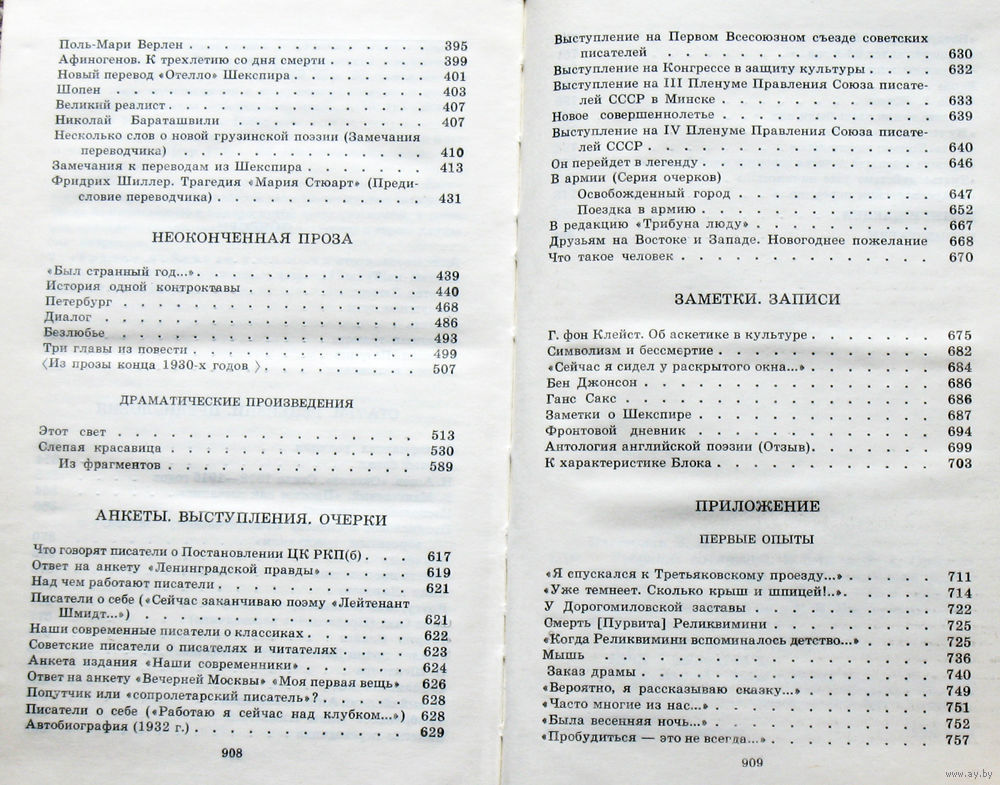 Поль-Мари Верлен . . . . . . . . . . . . . . 395
Афиногенов. К трехлетию со дня смерти . . . . . 399
Новый перевод «Отелло» Шекспира . . . . . . . . 401
Шопен . . . . . . . . . . . . . . . . . . 403
Великий реалист . . . . . . . . . . . . . . . 407
Николай Бараташвили . . . . . . . . . . . . . 407
Несколько слов о новой грузинской поэзии (Замечания
переводчика) . . . . . . . . . . . . . . . 410
Замечания к переводам из Шекспира . . . . . . . 413
Фридрих Шиллер. Трагедия «Мария Стюарт» (Преди-
словие переводчика) . . . . . . . . . . . . . 431
НЕОКОНЧЕННАЯ ПРОЗА
«Был странный год...» . . . . . . . . . . . . . 439
История одной контроктавы . . . . . . . . . . . 440
Петербург . . . . . . . . . . . . . . . . . 468
Диалог . . . . . . . . . . . . . . . . . . 486
Безлюбье . . . . . . . . . . . . . . . . . 493
Три главы из повести . . . . . . . . . . . . . 499
〈Из прозы конца 1930-х годов 〉 . . . . . . . . . 507
ДРАМАТИЧЕСКИЕ ПРОИЗВЕДЕНИЯ
Этот свет . . . . . . . . . . . . . . . . . 513
Слепая красавица . . . . . . . . . . . . . . . 530
Из фрагментов . . . . . . . . . . . . . . . 589
АНКЕТЫ. ВЫСТУПЛЕНИЯ. ОЧЕРКИ
Что говорят писатели о Постановлении ЦК РКП(б) . . . 617
Ответ на анкету «Ленинградской правды» . . . . . . 619
Над чем работают писатели . . . . . . . . . . . 621
Писатели о себе («Сейчас заканчиваю поэму «Лейтенант
Шмидт...») . . . . . . . . . . . . . . . . 621
Наши современные писатели о классиках . . . . . . 622
Советские писатели о писателях и читателях . . . . . 623
Анкета издания «Наши современники» . . . . . . . 624
Ответ на анкету «Вечерней Москвы» «Моя первая вещь» 626
Попутчик или «сопролетарский писатель»? . . . . . . 628
Писатели о себе («Работаю я сейчас над клубком...») 628
Автобиография (1932 г.) . . . . . . . . . . . . 629
908
Выступление на Первом Всесоюзном съезде советских
писателей . . . . . . . . . . . . . . . . . 630
Выступление на Конгрессе в защиту культуры . . . . 632
Выступление на III Пленуме Правления Союза писате-
лей СССР в Минске . . . . . . . . . . . . . 633
Новое совершеннолетье . . . . . . . . . . . . . 639
Выступление на IV Пленуме Правления Союза писате-
лей СССР . . . . . . . . . . . . . . . . . 640
Он перейдет в легенду . . . . . . . . . . . . . 646
В армии (Серия очерков)
Освобожденный город . . . . . . . . . . . . . 647
Поездка в армию . . . . . . . . . . . . . . . 652
В редакцию «Трибуна люду» . . . . . . . . . . . 667
Друзьям на Востоке и Западе. Новогоднее пожелание 668
Что такое человек . . . . . . . . . . . . . . . 670
ЗАМЕТКИ. ЗАПИСИ
Г. фон Клейст. Об аскетике в культуре . . . . . . . 675
Символизм и бессмертие . . . . . . . . . . . . . 682
«Сейчас я сидел у раскрытого окна...» . . . . . . . 684
Бен Джонсон . . . . . . . . . . . . . . . . . 686
Ганс Сакс . . . . . . . . . . . . . . . . . . 686
Заметки о Шекспире . . . . . . . . . . . . . . 687
Фронтовой дневник . . . . . . . . . . . . . . . 694
Антология английской поэзии (Отзыв) . . . . . . . 699
К характеристике Блока . . . . . . . . . . . . . 703
ПРИЛОЖЕНИЕ
ПЕРВЫЕ ОПЫТЫ
«Я спускался к Третьяковскому проезду...» . . . . . 711
«Уже темнеет. Сколько крыш и шпицей!..» . . . . . . 714
У Дорогомиловской заставы . . . . . . . . . . . 722
Смерть [Пурвита] Реликвимини . . . . . . . . . . 725
«Когда Реликвимини вспоминалось детство...» . . . . 725
Мышь . . . . . . . . . . . . . . . . . . . 736
Заказ драмы . . . . . . . . . . . . . . . . . 740
«Вероятно, я рассказываю сказку...» . . . . . . . . 749
«Часто многие из нас...» . . . . . . . . . . . . . 751
«Была весенняя ночь...» . . . . . . . . . . . . . 752
«Пробудиться — это не всегда...» . . . . . . . . . 757
909
www.ay.by